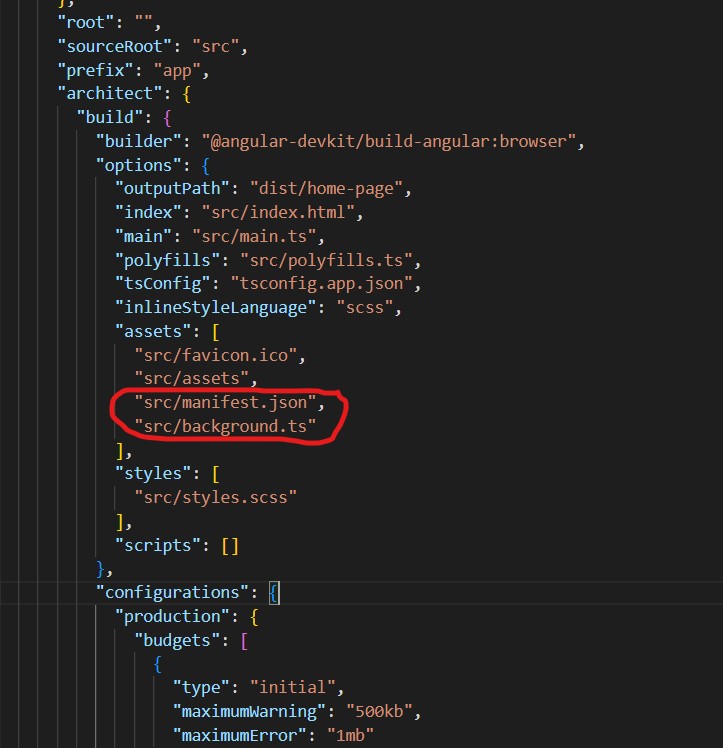 },
"root": "",
"sourceRoot": "src",
"prefix": "app",
"architect": {
"build": {
"builder": "@angular-devkit/build-angular:browser",
"options": {
"outputPath": "dist/home-page",
"index": "src/index.html",
"main": "src/main.ts",
"polyfills": "src/polyfills.ts",
"tsConfig": "tsconfig.app.json",
"inlineStyleLanguage": "scss",
"assets": [
"src/favicon.ico",
"src/assets",
"src/manifest.json",
"src/background.ts"
],
"styles": [
"src/styles.scss"
],
"scripts": []
},
"configurations": {
"production": {
"budgets": [
{
"type": "initial",
"maximumWarning": "500kb",
"maximumError": "1mb"